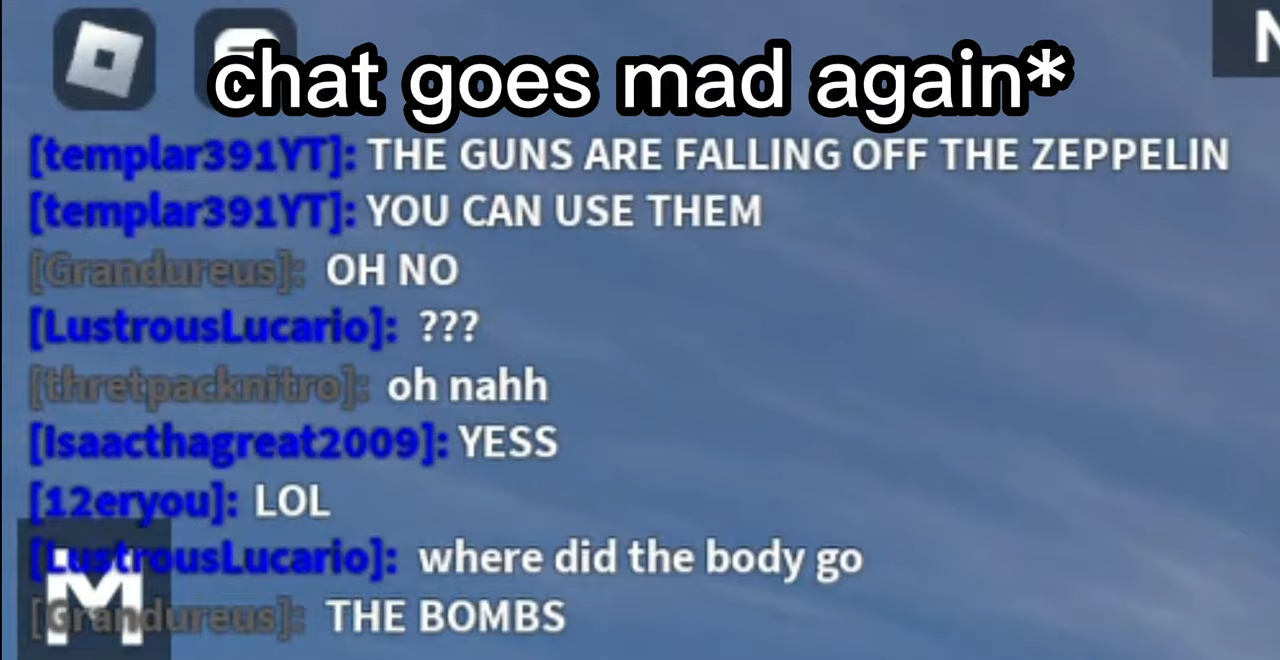 chat goes mad again*
[templar391YT]: THE GUNS ARE FALLING OFF THE ZEPPELIN
[templar391YT]: YOU CAN USE THEM
[Grandureus]: OH NO
[LustrousLucario]: ???
[thretpacknitro]: oh nahh
[Isaacthagreat2009]: YESS
[12eryou]: LOL
[LustrousLucario]: where did the body go
[Grandureus]: THE BOMBS
M